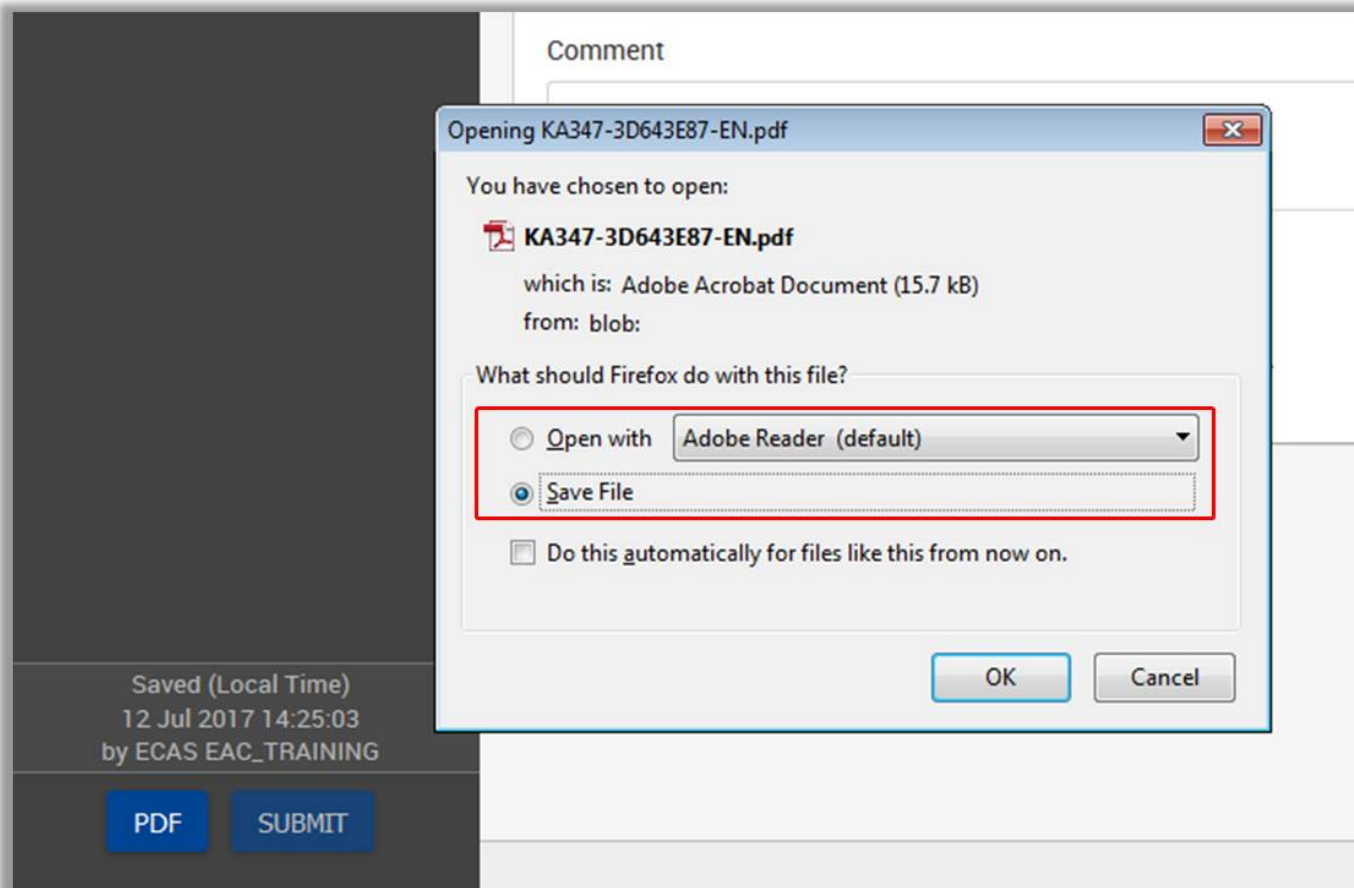 Comment
Opening KA347-3D643E87-EN.pdf
You have chosen to open:
KA347-3D643E87-EN.pdf
which is: Adobe Acrobat Document (15.7 kB)
from: blob:
What should Firefox do with this file?
Open with Adobe Reader (default)
Save File
Do this automatically for files like this from now on.
OK Cancel
Saved (Local Time)
12 Jul 2017 14:25:03
by ECAS EAC_TRAINING
PDF SUBMIT